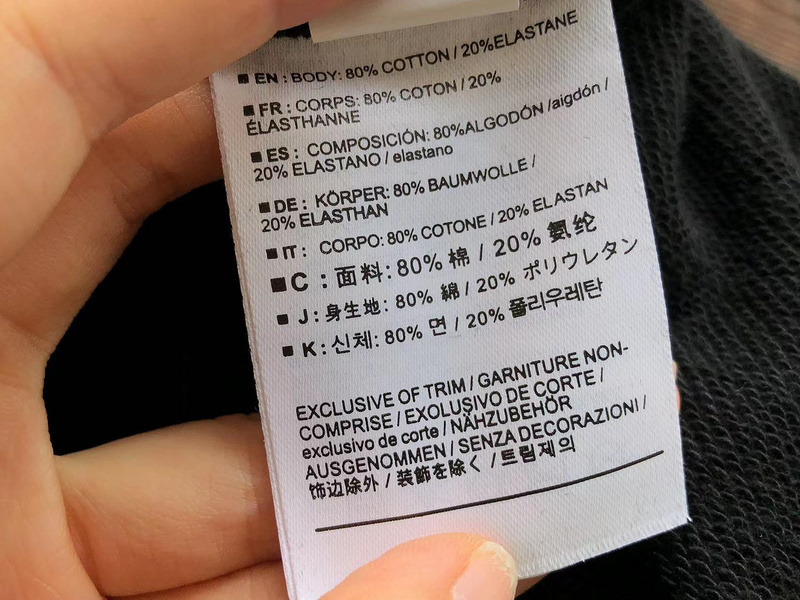 ■ EN : BODY: 80% COTTON / 20%ELASTANE
■ FR : CORPS: 80% COTON / 20%
ÉLASTHANNE
■ ES : COMPOSICIÓN: 80%ALGODÓN /aigdón /
20% ELASTANO / elastano
■ DE : KÖRPER: 80% BAUMWOLLE /
20% ELASTHAN
■ IT : CORPO: 80% COTONE / 20% ELASTAN
■ C : 面料: 80% 棉 / 20% 氨纶
■ J : 身生地: 80% 綿 / 20% ポリウレタン
■ K : 신체: 80% 면 / 20% 폴리우레탄
EXCLUSIVE OF TRIM / GARNITURE NON-
COMPRISE / EXOLUŞIVO DE CORTE /
exclusivo de corte / NÄHZUBEHÖR
AUSGENOMMEN / SENZA DECORAZIONI /
饰边除外 / 装飾を除く / 트림제의